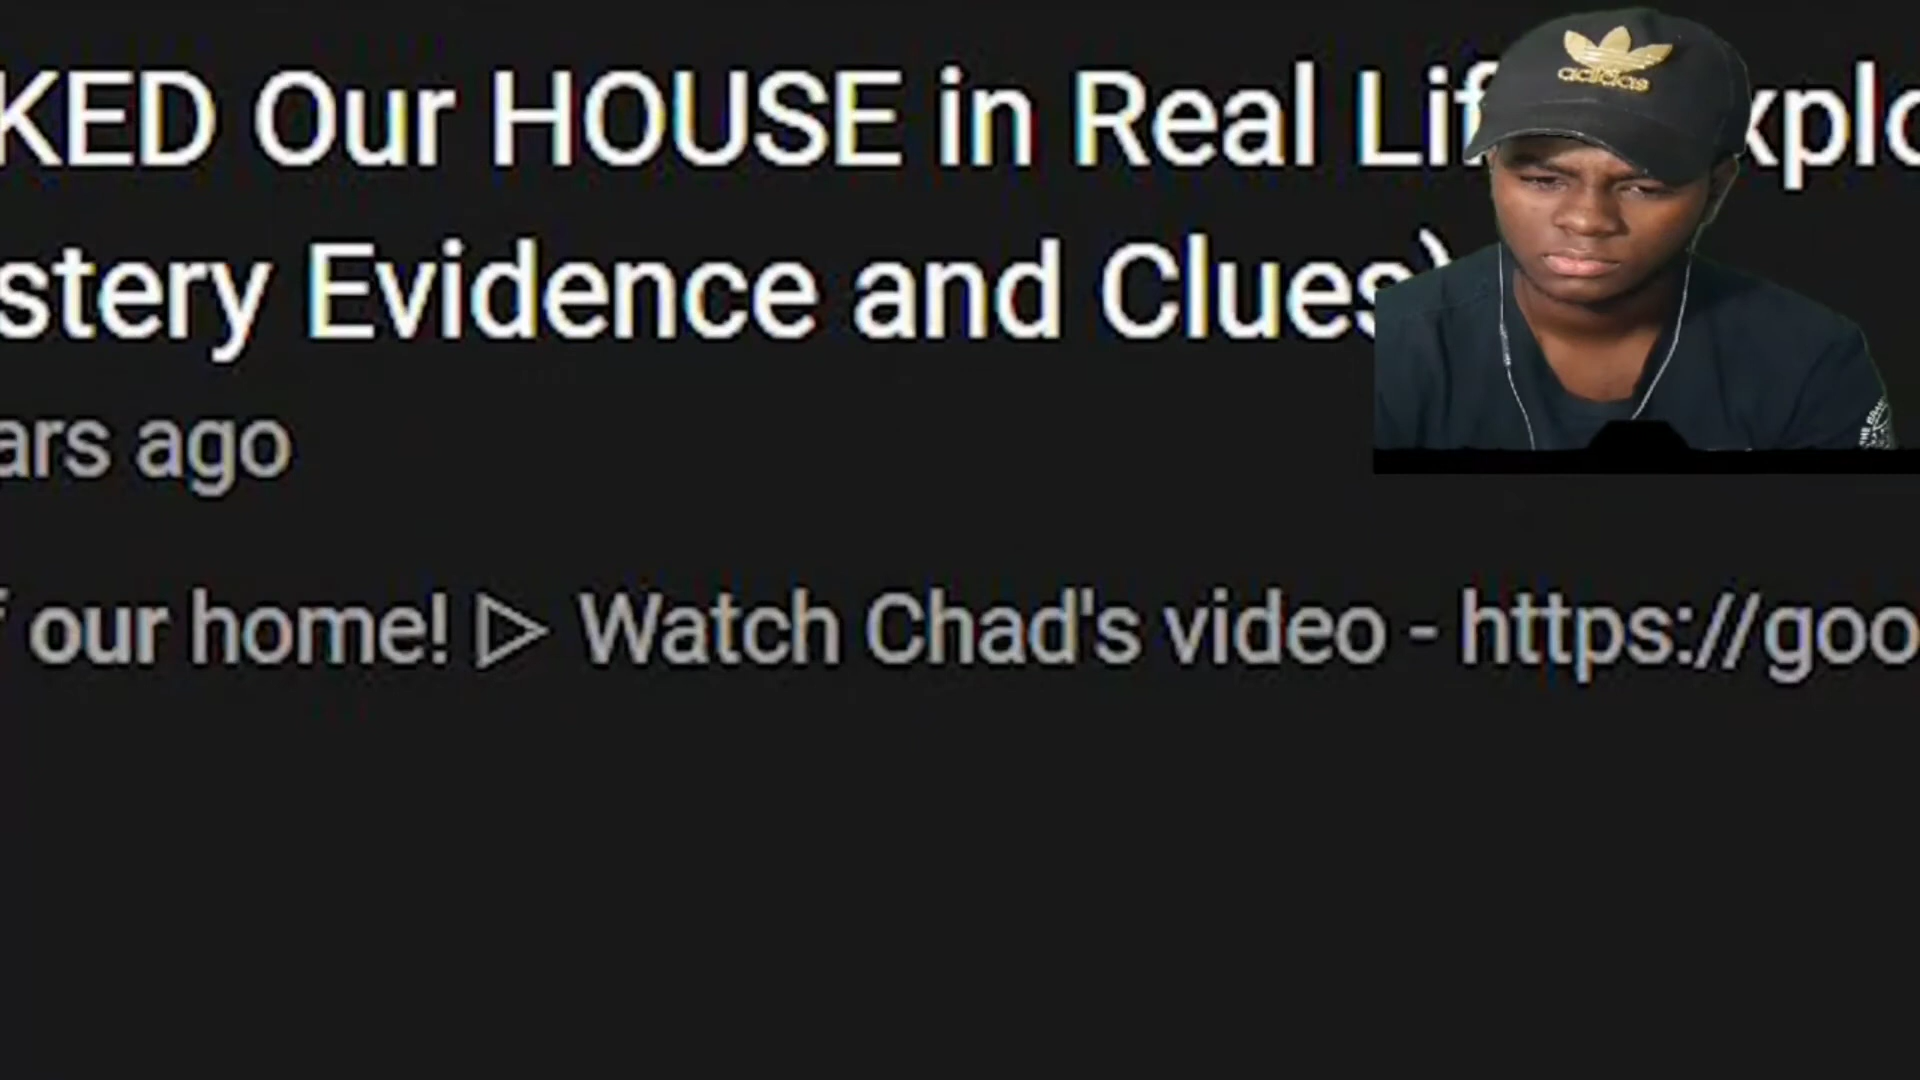 KED Our HOUSE in Real Lif xplo
stery Evidence and Clues)
ars ago
our home! ▷ Watch Chad's video - https://goo
adidas